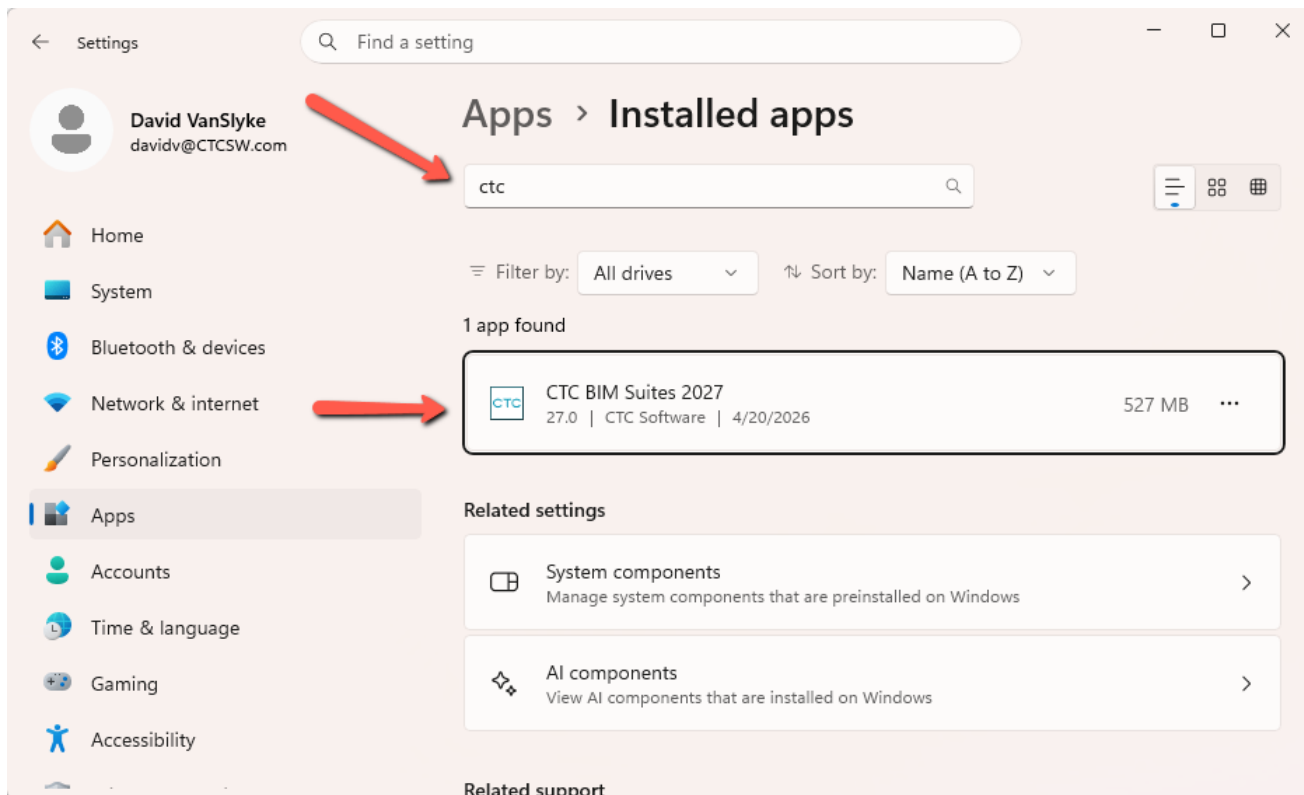 Settings
Find a setting
David VanSlyke
davidv@CTCSW.com
Home
System
Bluetooth & devices
Network & internet
Personalization
Apps
Accounts
Time & language
Gaming
Accessibility
Apps > Installed apps
ctc
Filter by: All drives
Sort by: Name (A to Z)
1 app found
CTC
CTC BIM Suites 2027
27.0 | CTC Software | 4/20/2026
527 MB
Related settings
System components
Manage system components that are preinstalled on Windows
AI components
View AI components that are installed on Windows
Related support